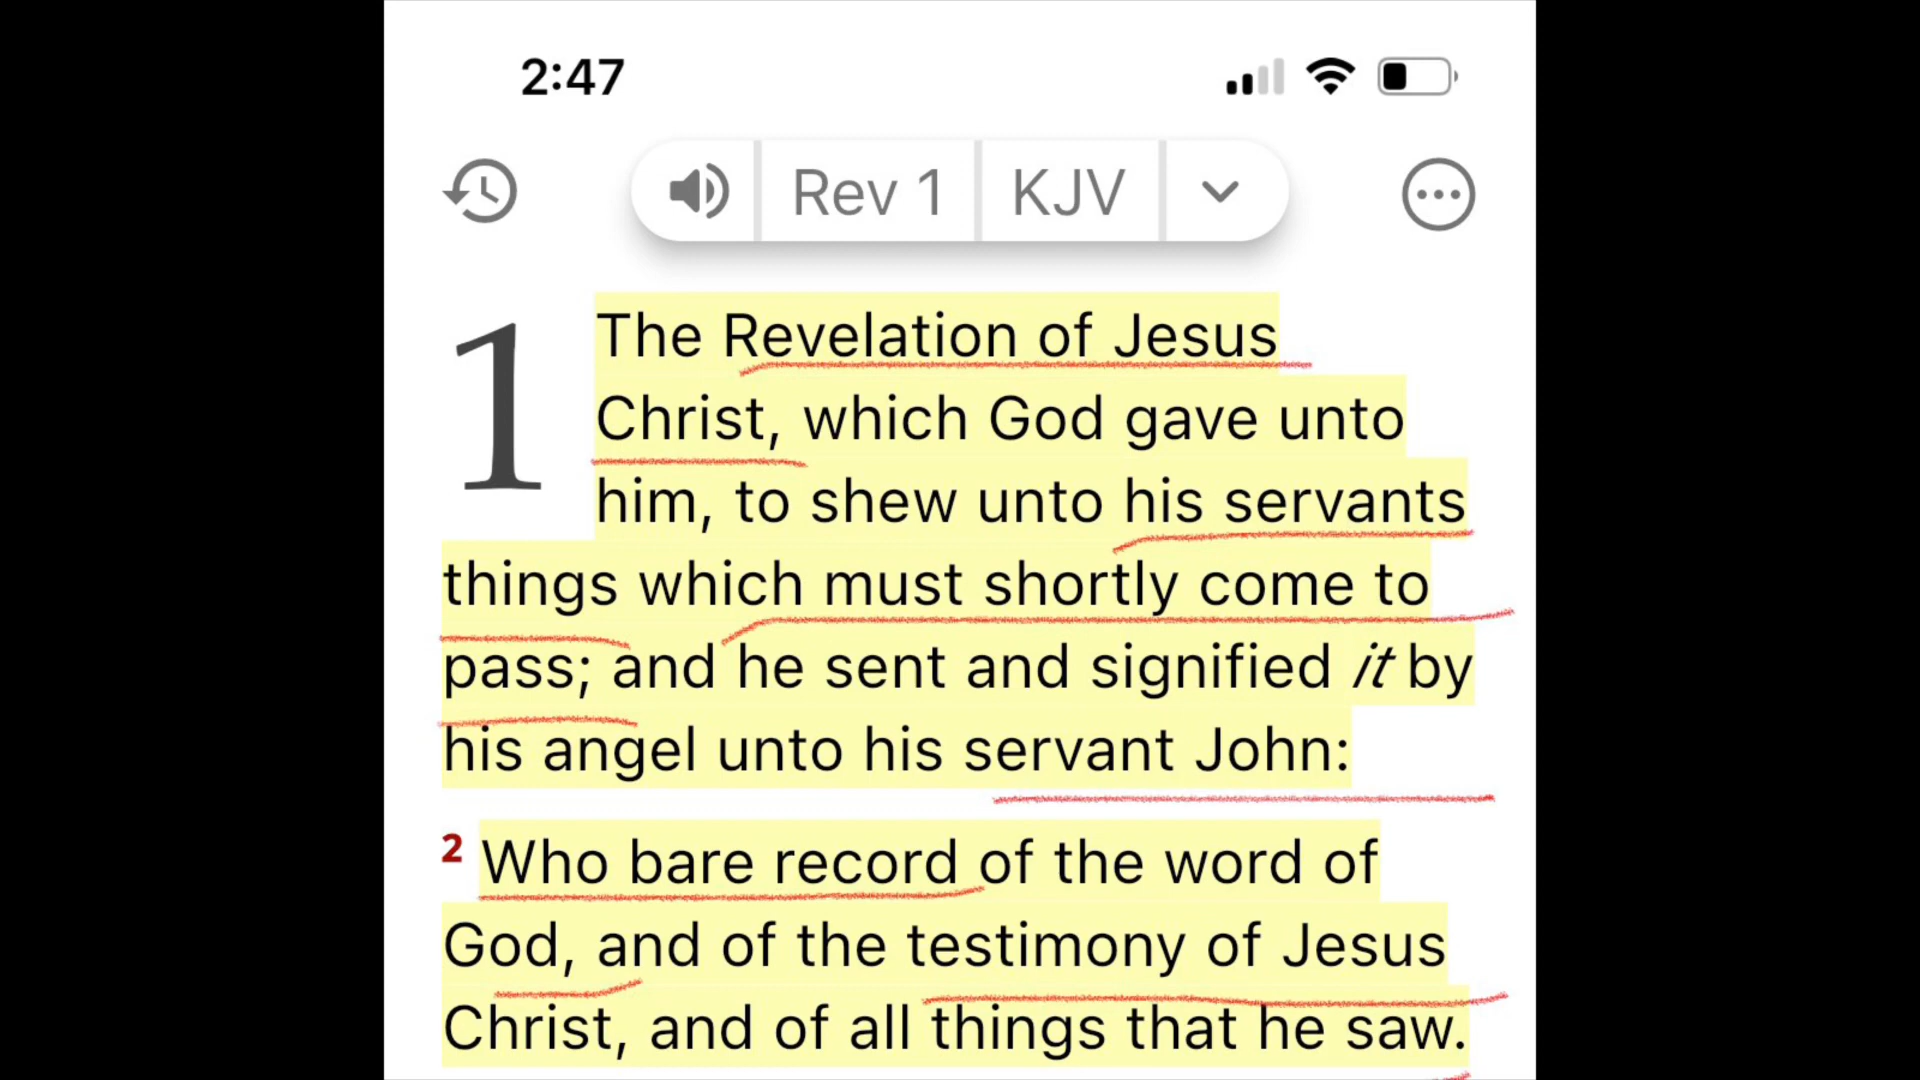 2:47
Rev 1 KJV
1 The Revelation of Jesus
Christ, which God gave unto
him, to shew unto his servants
things which must shortly come to
pass; and he sent and signified it by
his angel unto his servant John:
2 Who bare record of the word of
God, and of the testimony of Jesus
Christ, and of all things that he saw.